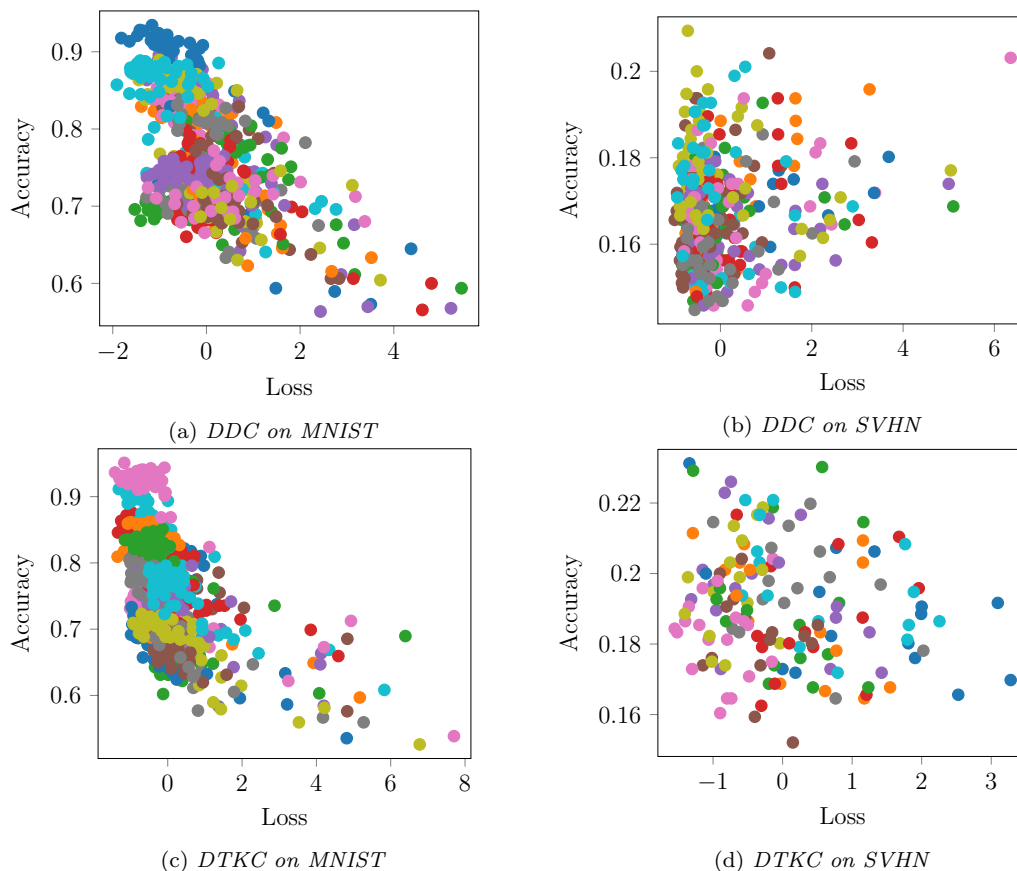 0.9
0.8
0.7
0.6
Accuracy
−2
0
2
4
Loss
(a) DDC on MNIST
0.2
0.18
0.16
Accuracy
0
2
4
6
Loss
(b) DDC on SVHN
0.9
0.8
0.7
0.6
Accuracy
0
2
4
6
8
Loss
(c) DTKC on MNIST
0.22
0.2
0.18
0.16
Accuracy
−1
0
1
2
3
Loss
(d) DTKC on SVHN